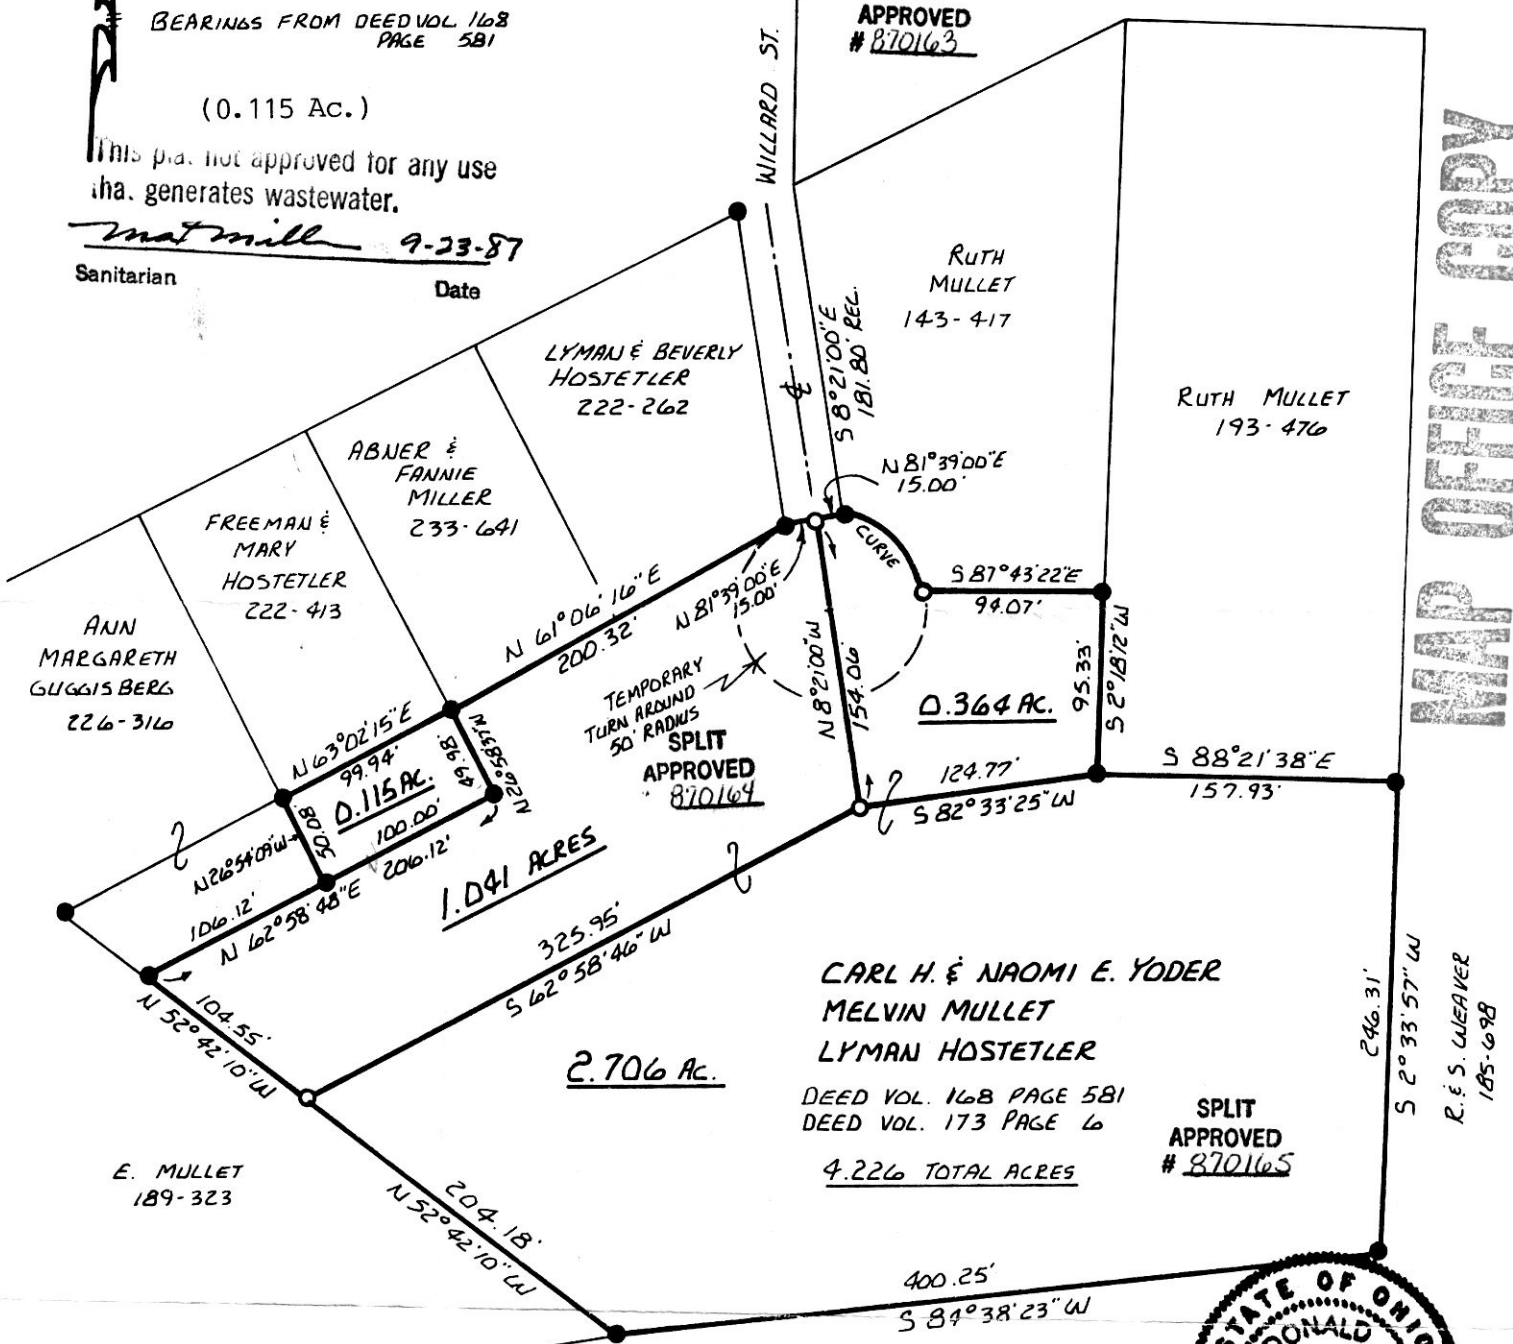 BEARINGS FROM DEED VOL 168
PAGE 581
(0.115 Ac.)
This not approved for any use
generates wastewater.
Mat Mille 9-23-87
Sanitarian Date
APPROVED
# 870163
WILLARD ST.
MAP OFFICE COPY
RUTH
MULLET
143-417
RUTH MULLET
193-476
S 8°21'00"E
181.80' REC.
LYMAN & BEVERLY
HOSTETLER
222-262
ABNER &
FANNIE
MILLER
233-641
FREEMAN &
MARY
HOSTETLER
222-413
ANN
MARGARETH
GUGGISBERG
226-316
N 81°39'00"E
15.00'
CURVE
S 87°43'22"E
94.07'
N 61°06'16"E
200.32'
N 81°39'00"E
15.00'
95.33'
S 2°18'12"W
TEMPORARY
TURN AROUND
50' RADIUS
N 8°21'00"W
154.06'
0.364 AC.
SPLIT
APPROVED
870164
N 63°02'15"E
99.94'
0.115 AC.
49.98'
N 26°58'37"W
50.08'
N 26°54'09"W
100.00'
206.12'
106.12'
N 62°58'48"E
1.041 ACRES
124.77'
S 82°33'25"W
S 88°21'38"E
157.93'
325.95'
S 62°58'46"W
104.55'
N 52°42'10"W
2.706 AC.
CARL H. & NAOMI E. YODER
MELVIN MULLET
LYMAN HOSTETLER
DEED VOL. 168 PAGE 581
DEED VOL. 173 PAGE 6
4.226 TOTAL ACRES
SPLIT
APPROVED
# 870165
246.31'
S 2°33'57"W
R. & S. WEAVER
185-698
E. MULLET
189-323
204.18'
N 52°42'10"W
400.25'
S 84°38'23"W
STATE OF OHIO
DONALD